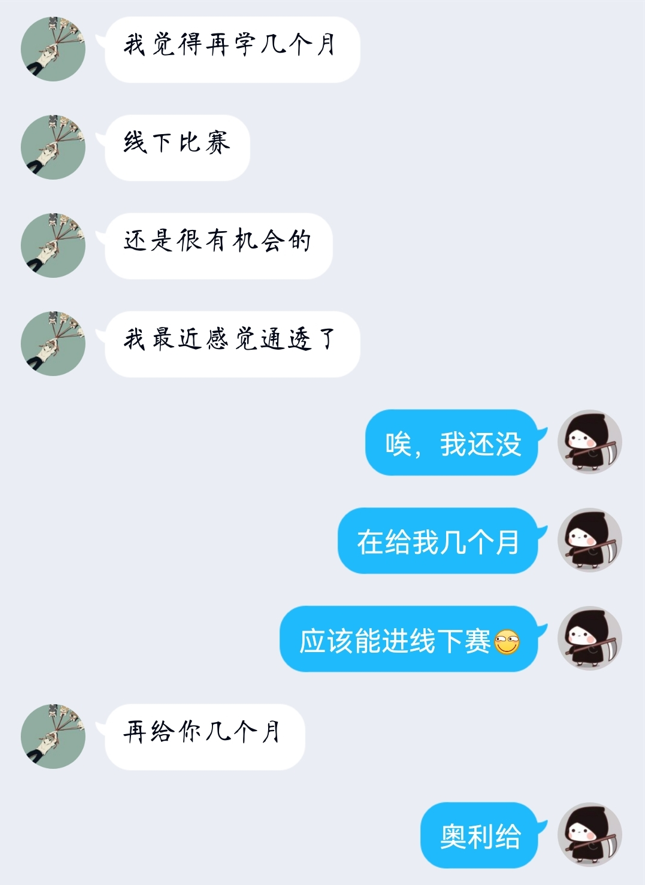 我觉得再学几个月
线下比赛
还是很有机会的
我最近感觉通透了
唉，我还没
在给我几个月
应该能进线下赛
再给你几个月
奥利给